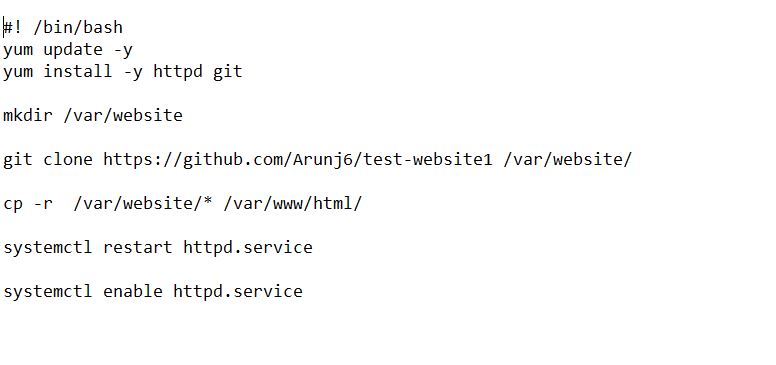 #! /bin/bash
yum update -y
yum install -y httpd git
mkdir /var/website
git clone https://github.com/Arunj6/test-website1 /var/website/
cp -r  /var/website/* /var/www/html/
systemctl restart httpd.service
systemctl enable httpd.service